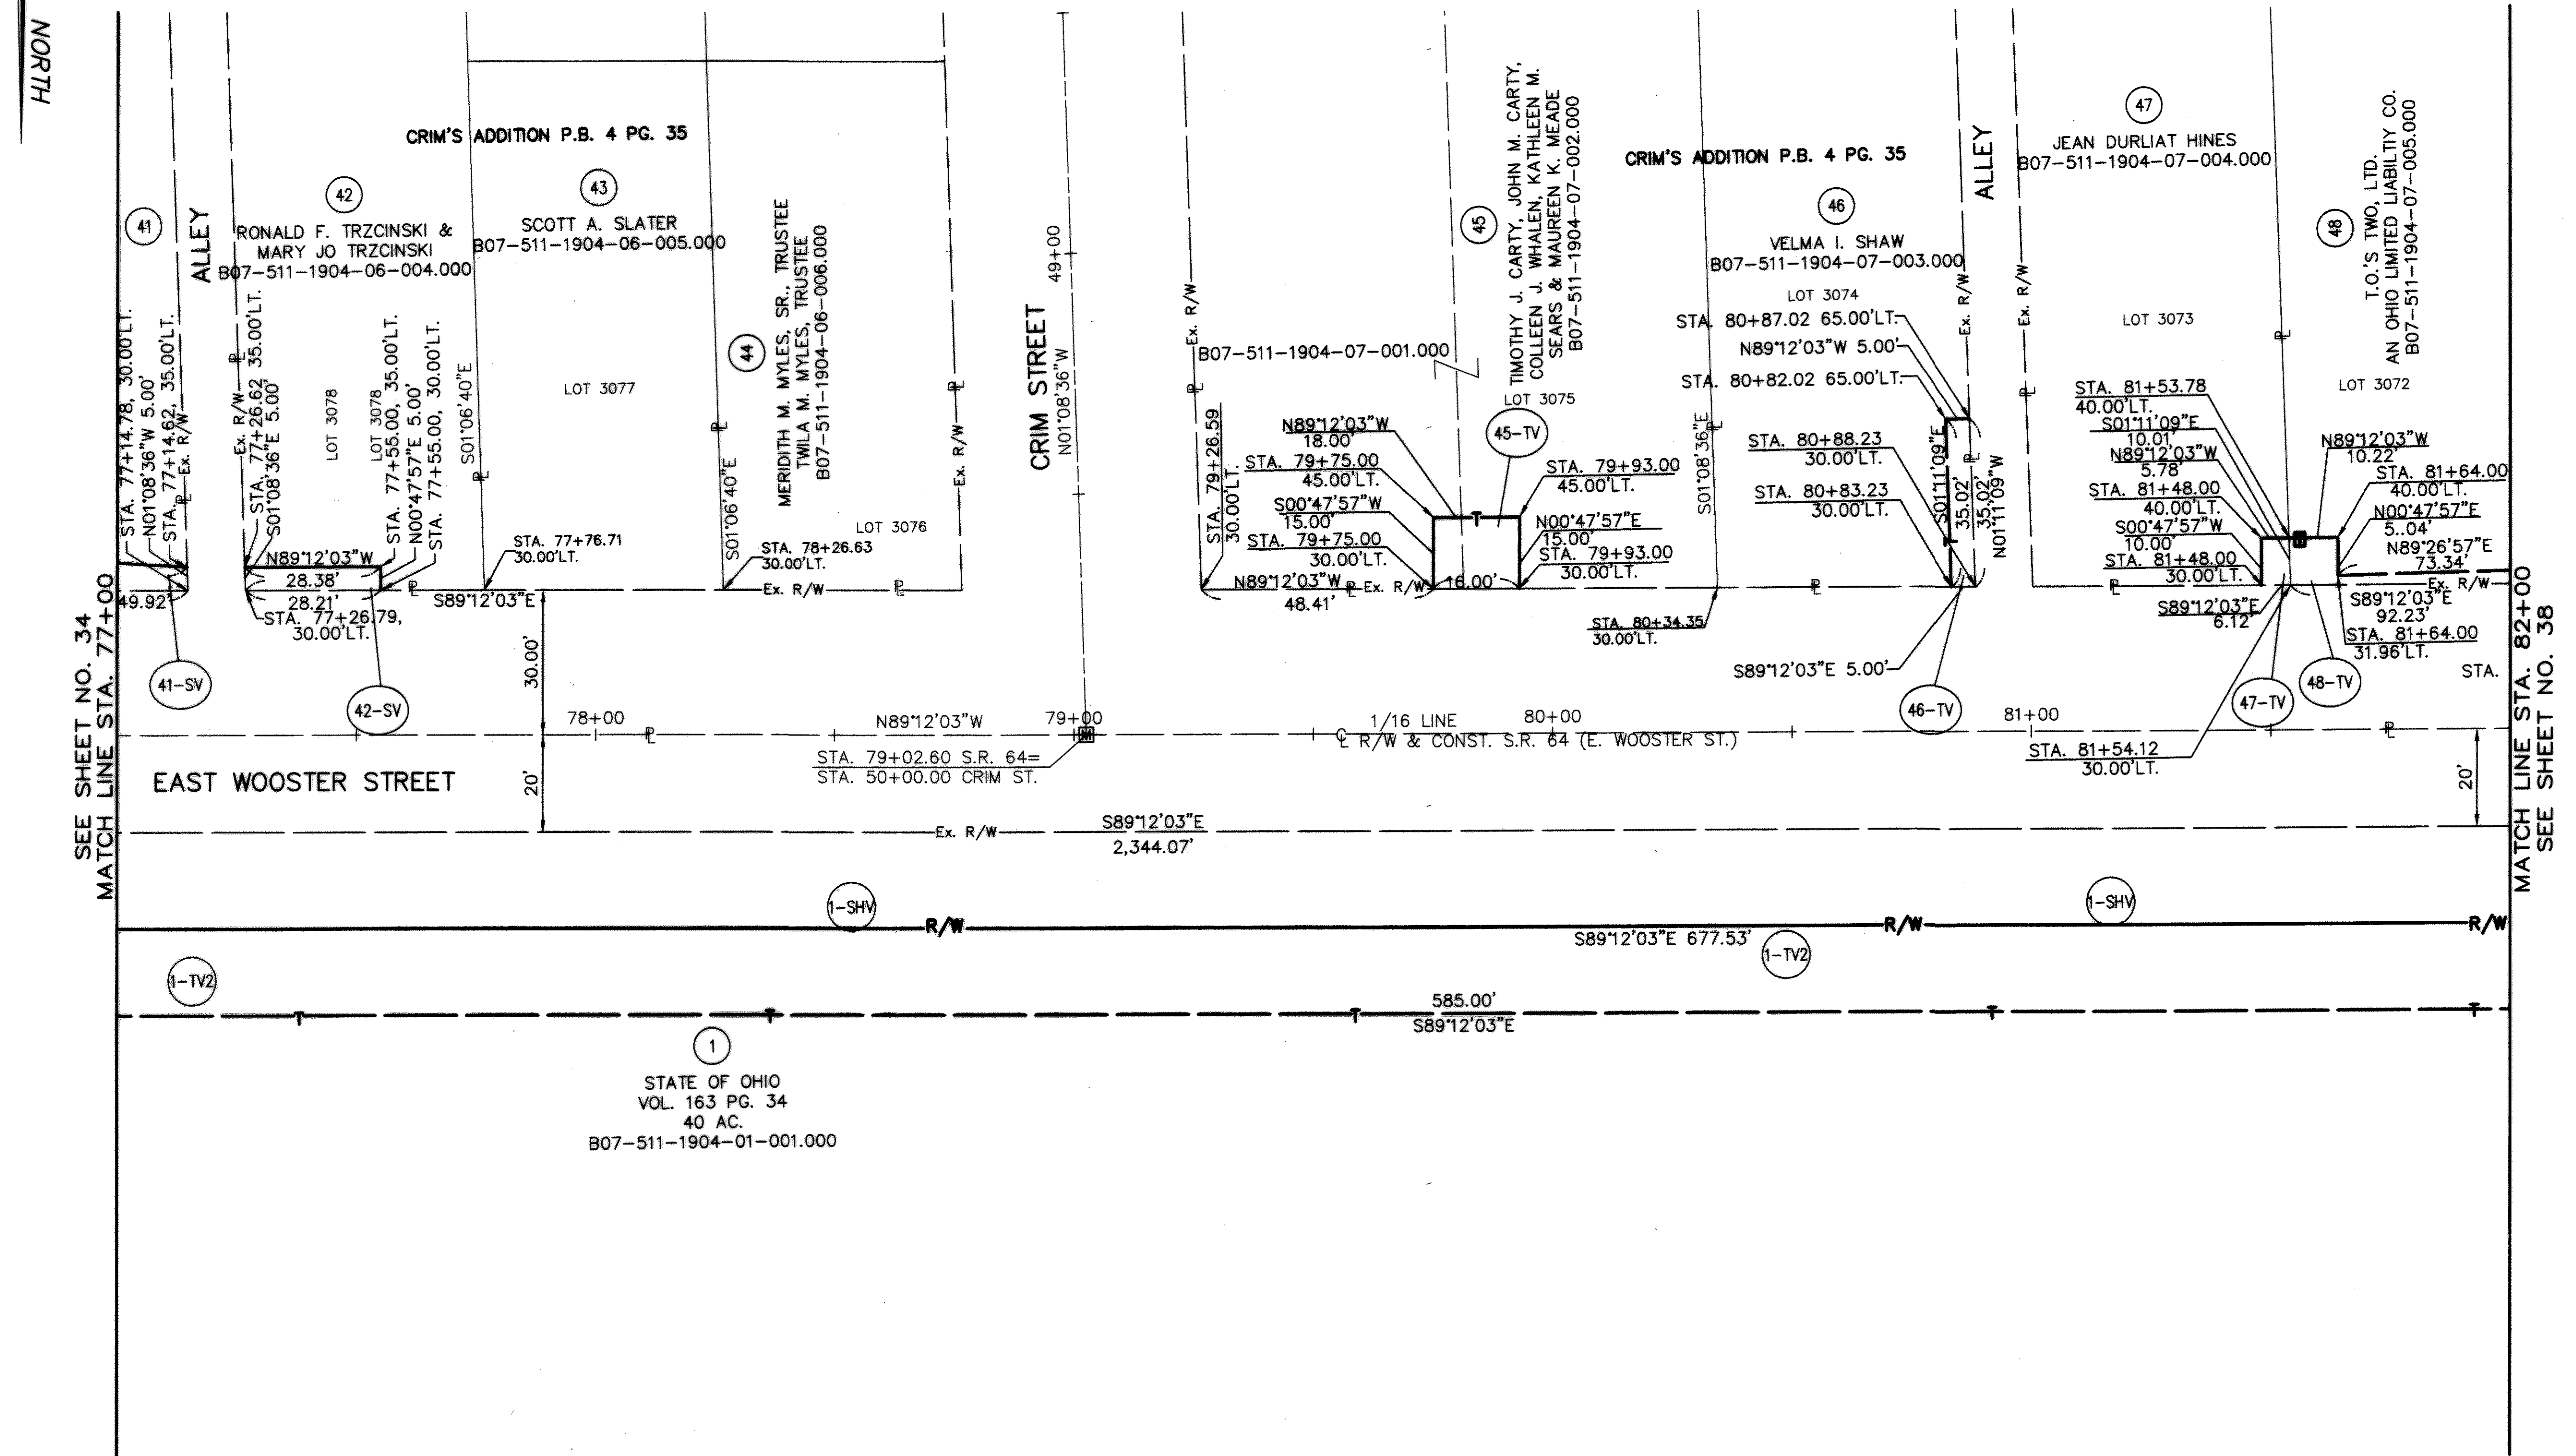 NORTH
SEE SHEET NO. 34
MATCH LINE STA. 77+00
CRIM'S ADDITION P.B. 4 PG. 35
41
ALLEY
42
RONALD F. TRZCINSKI &
MARY JO TRZCINSKI
B07-511-1904-06-004.000
43
SCOTT A. SLATER
B07-511-1904-06-005.000
44
MERIDITH M. MYLES, SR., TRUSTEE
TWILA M. MYLES, TRUSTEE
B07-511-1904-06-006.000
STA. 77+14.78, 30.00'LT.
N01°08'36"W 5.00'
STA. 77+14.62, 35.00'LT.
Ex. R/W
Ex. R/W
STA. 77+26.62 35.00'LT.
S01°08'36"E 5.00'
LOT 3078
LOT 3078
STA. 77+55.00, 35.00'LT.
N00°47'57"E 5.00'
STA. 77+55.00, 30.00'LT.
S01°06'40"E
LOT 3077
S01°06'40"E
LOT 3076
Ex. R/W
N89°12'03"W
28.38'
28.21'
49.92'
STA. 77+26.79,
30.00'LT.
STA. 77+76.71
30.00'LT.
S89°12'03"E
STA. 78+26.63
30.00'LT.
Ex. R/W
41-SV
42-SV
30.00'
20'
CRIM STREET
N01°08'36"W
49+00
Ex. R/W
B07-511-1904-07-001.000
STA. 79+26.59
30.00'LT.
45
TIMOTHY J. CARTY, JOHN M. CARTY,
COLLEEN J. WHALEN, KATHLEEN M.
SEARS & MAUREEN K. MEADE
B07-511-1904-07-002.000
LOT 3075
45-TV
N89°12'03"W
18.00'
STA. 79+75.00
45.00'LT.
S00°47'57"W
15.00'
STA. 79+75.00
30.00'LT.
N89°12'03"W
48.41'
Ex. R/W
16.00'
T
STA. 79+93.00
45.00'LT.
N00°47'57"E
15.00'
STA. 79+93.00
30.00'LT.
STA. 80+34.35
30.00'LT.
S01°08'36"E
CRIM'S ADDITION P.B. 4 PG. 35
46
VELMA I. SHAW
B07-511-1904-07-003.000
LOT 3074
STA. 80+87.02 65.00'LT.
N89°12'03"W 5.00'
STA. 80+82.02 65.00'LT.
STA. 80+88.23
30.00'LT.
STA. 80+83.23
30.00'LT.
S01°11'09"E
35.02'
35.02'
N01°11'09"W
S89°12'03"E 5.00'
46-TV
ALLEY
Ex. R/W
Ex. R/W
47
JEAN DURLIAT HINES
B07-511-1904-07-004.000
LOT 3073
48
T.O.'S TWO, LTD.
AN OHIO LIMITED LIABILTIY CO.
B07-511-1904-07-005.000
LOT 3072
STA. 81+53.78
40.00'LT.
S01°11'09"E
10.01'
N89°12'03"W
5.78'
STA. 81+48.00
40.00'LT.
S00°47'57"W
10.00'
STA. 81+48.00
30.00'LT.
S89°12'03"E
6.12'
N89°12'03"W
10.22'
STA. 81+64.00
40.00'LT.
N00°47'57"E
5..04'
N89°26'57"E
73.34'
Ex. R/W
S89°12'03"E
92.23'
STA. 81+64.00
31.96'LT.
STA.
47-TV
48-TV
STA. 81+54.12
30.00'LT.
78+00
N89°12'03"W
79+00
1/16 LINE
80+00
81+00
R/W & CONST. S.R. 64 (E. WOOSTER ST.)
STA. 79+02.60 S.R. 64=
STA. 50+00.00 CRIM ST.
EAST WOOSTER STREET
20'
Ex. R/W
S89°12'03"E
2,344.07'
1-SHV
1-SHV
R/W
R/W
R/W
S89°12'03"E 677.53'
1-TV2
1-TV2
585.00'
S89°12'03"E
T
T
T
T
T
1
STATE OF OHIO
VOL. 163 PG. 34
40 AC.
B07-511-1904-01-001.000
MATCH LINE STA. 82+00
SEE SHEET NO. 38